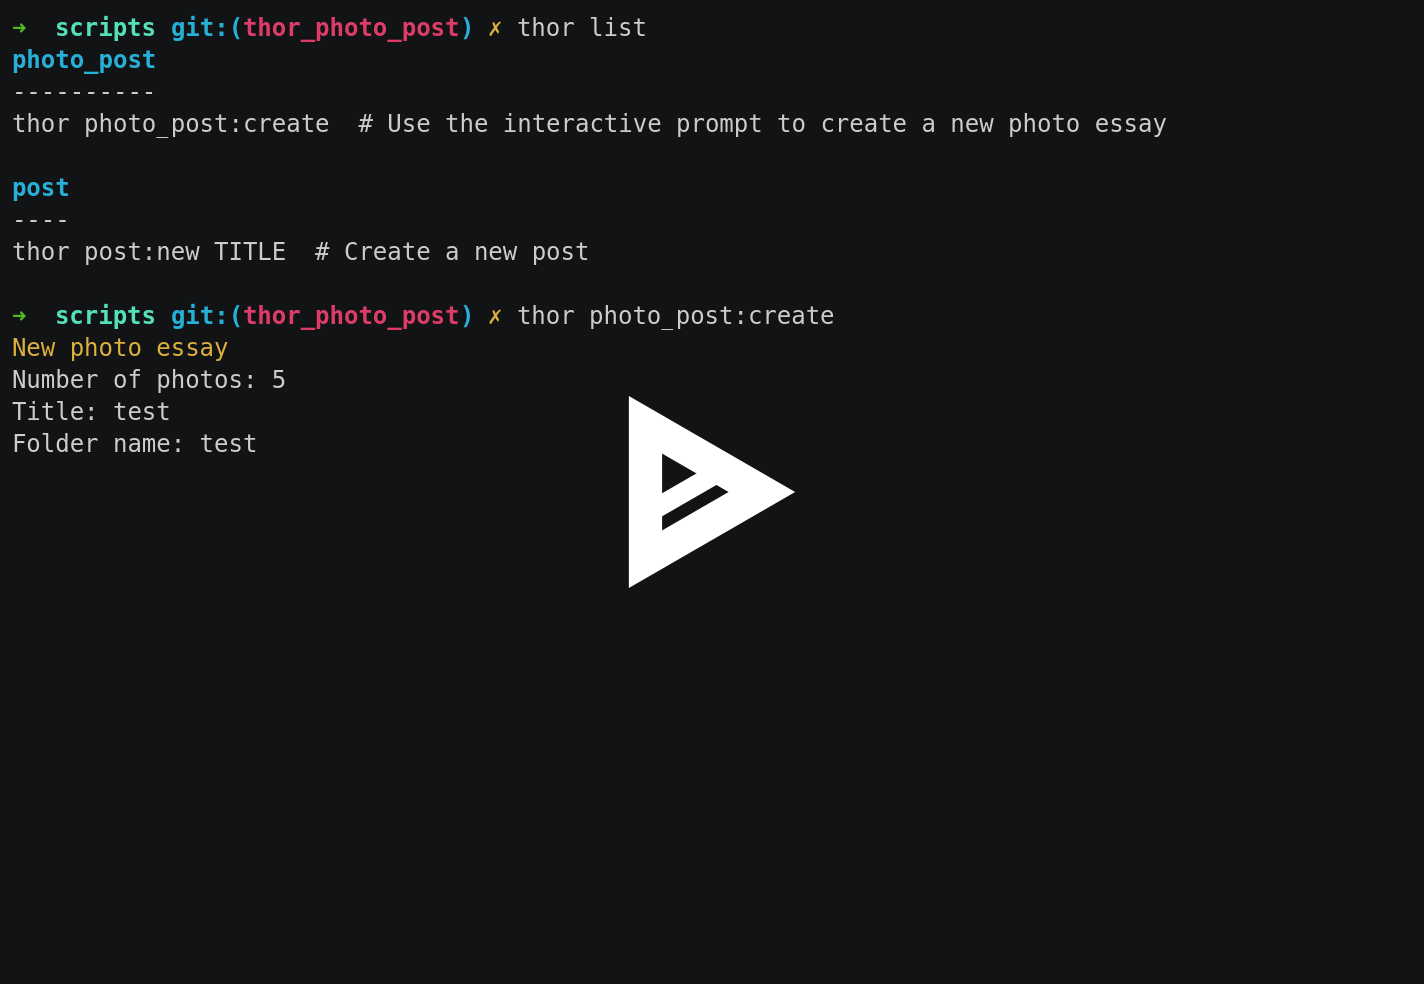 ➜  scripts git:(thor_photo_post) ✗ thor list
photo_post
----------
thor photo_post:create  # Use the interactive prompt to create a new photo essay

post
----
thor post:new TITLE  # Create a new post

➜  scripts git:(thor_photo_post) ✗ thor photo_post:create
New photo essay
Number of photos: 5
Title: test
Folder name: test